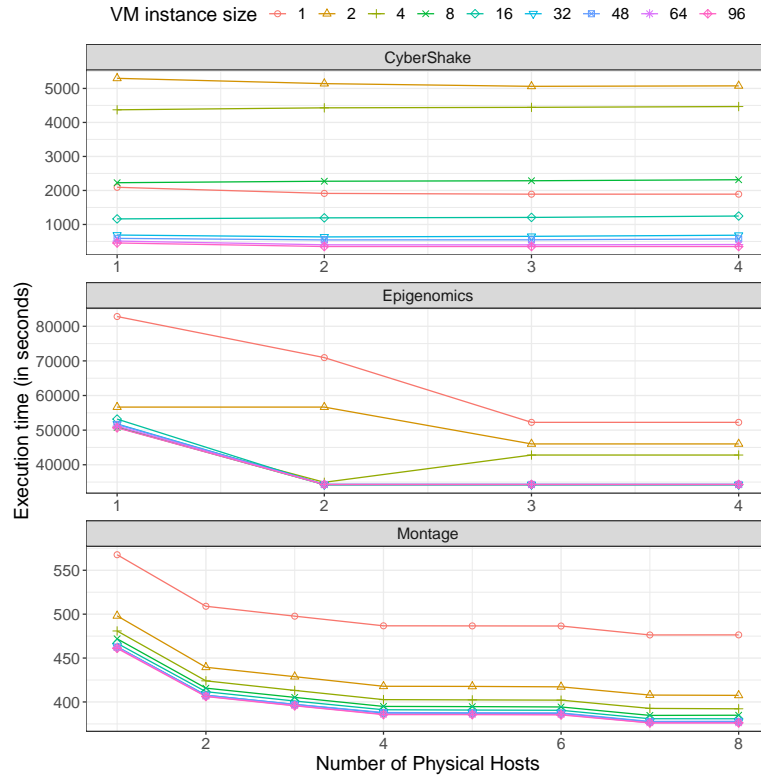 VM instance size 1 2 4 8 16 32 48 64 96
CyberShake
5000
4000
3000
2000
1000
1 2 3 4
Epigenomics
80000
70000
60000
50000
40000
1 2 3 4
Execution time (in seconds)
Montage
550
500
450
400
2 4 6 8
Number of Physical Hosts